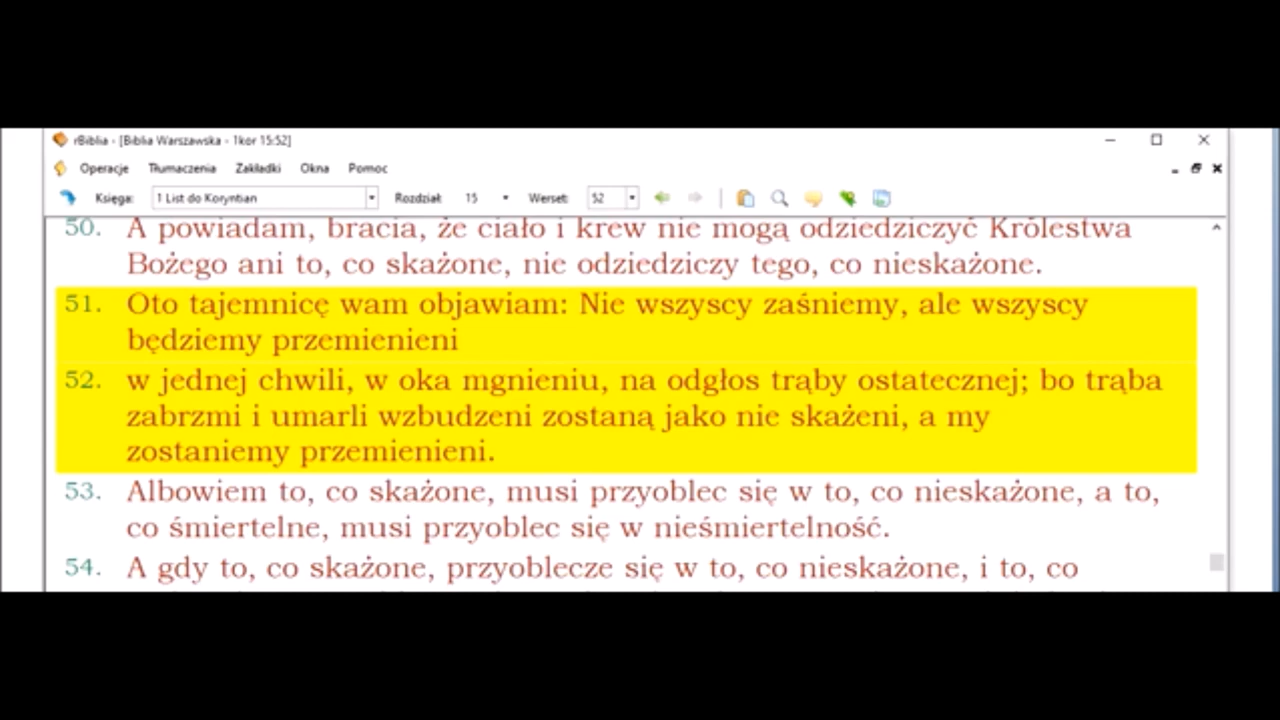 rBiblia - [Biblia Warszawska - 1kor 15:52]
Operacje Tłumaczenia Zakładki Okna Pomoc
Księga: 1 List do Koryntian Rozdział 15 Werset: 52
50. A powiadam, bracia, że ciało i krew nie mogą odziedziczyć Królestwa
Bożego ani to, co skażone, nie odziedziczy tego, co nieskażone.
51. Oto tajemnicę wam objawiam: Nie wszyscy zaśniemy, ale wszyscy
będziemy przemienieni
52. w jednej chwili, w oka mgnieniu, na odgłos trąby ostatecznej; bo trąba
zabrzmi i umarli wzbudzeni zostaną jako nie skażeni, a my
zostaniemy przemienieni.
53. Albowiem to, co skażone, musi przyoblec się w to, co nieskażone, a to,
co śmiertelne, musi przyoblec się w nieśmiertelność.
54. A gdy to, co skażone, przyoblecze się w to, co nieskażone, i to, co